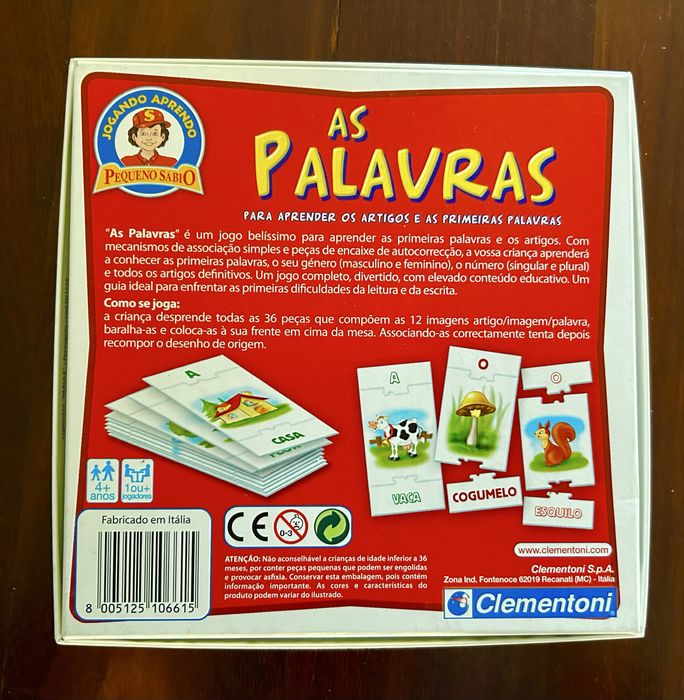 JOGANDO APRENDO
S
PEQUENO SÁBIO
AS
PALAVRAS
PARA APRENDER OS ARTIGOS E AS PRIMEIRAS PALAVRAS
"As Palavras" é um jogo belíssimo para aprender as primeiras palavras e os artigos. Com
mecanismos de associação simples e peças de encaixe de autocorrecção, a vossa criança aprenderá
a conhecer as primeiras palavras, o seu género (masculino e feminino), o número (singular e plural)
e todos os artigos definitivos. Um jogo completo, divertido, com elevado conteúdo educativo. Um
guia ideal para enfrentar as primeiras dificuldades da leitura e da escrita.
Como se joga:
a criança desprende todas as 36 peças que compõem as 12 imagens artigo/imagem/palavra,
baralha-as e coloca-as à sua frente em cima da mesa. Associando-as correctamente tenta depois
recompor o desenho de origem.
A
CASA
A
VACA
O
COGUMELO
O
ESQUILO
4+
anos
1ou+
jogadores
Fabricado em Itália
8 005125 106615
CE
0-3
ATENÇÃO: Não aconselhável a crianças de idade inferior a 36
meses, por conter peças pequenas que podem ser engolidas
e provocar asfixia. Conservar esta embalagem, pois contém
informação importante. As cores e características do
produto podem variar do ilustrado.
www.clementoni.com
Clementoni S.p.A.
Zona Ind. Fontenoce 62019 Recanati (MC) - Itália
Clementoni